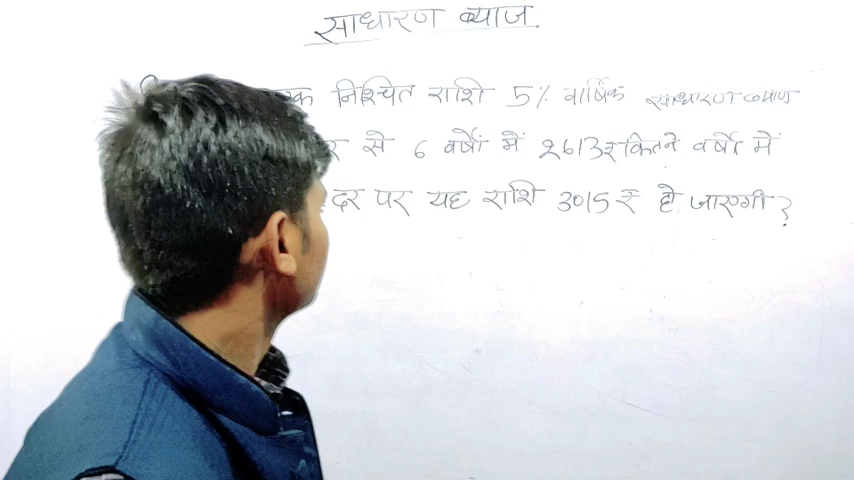 साधारण ब्याज
निश्चित राशि 5% वार्षिक साधारण ब्याज
से 6 वर्षों में 2613₹ कितने वर्षों में
दर पर यह राशि 3015₹ हो जाएगी?